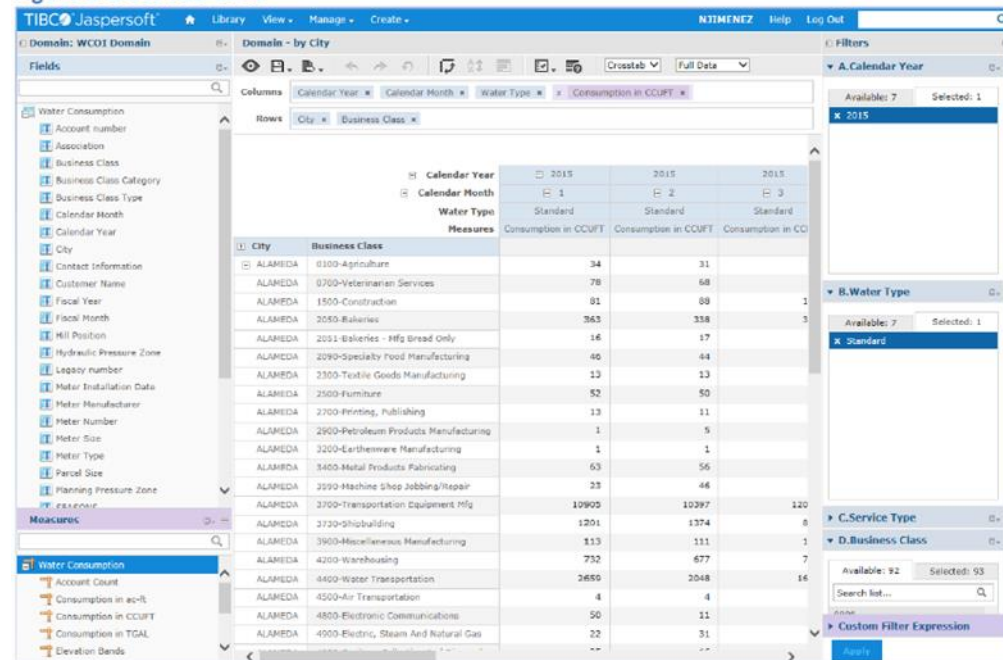 TIBCO Jaspersoft
Library View Manage Create NJIMENEZ Help Log Out
Domain: WCOI Domain
Fields
Water Consumption
Account number
Association
Business Class
Business Class Category
Business Class Type
Calendar Month
Calendar Year
City
Contact Information
Customer Name
Fiscal Year
Fiscal Month
Hill Position
Hydraulic Pressure Zone
Legacy number
Meter Installation Date
Meter Manufacturer
Meter Number
Meter Size
Meter Type
Parcel Size
Planning Pressure Zone
SEASONS
Measures
Water Consumption
Account Count
Consumption in ac-ft
Consumption in CCUFT
Consumption in TGAL
Elevation Bands
Domain - by City
Crosstab Full Data
Columns Calendar Year x Calendar Month x Water Type x x Consumption in CCUFT x
Rows City x Business Class x
Calendar Year 2015 2015 2015
Calendar Month 1 2 3
Water Type Standard Standard Standard
Measures Consumption in CCUFT Consumption in CCUFT Consumption in CC
City Business Class
ALAMEDA 0100-Agriculture 34 31
ALAMEDA 0700-Veterinarian Services 78 68
ALAMEDA 1500-Construction 81 88 1
ALAMEDA 2050-Bakeries 363 338 3
ALAMEDA 2051-Bakeries - Mfg Bread Only 16 17
ALAMEDA 2090-Specialty Food Manufacturing 46 44
ALAMEDA 2300-Textile Goods Manufacturing 13 13
ALAMEDA 2500-Furniture 52 50
ALAMEDA 2700-Printing, Publishing 13 11
ALAMEDA 2900-Petroleum Products Manufacturing 1 5
ALAMEDA 3200-Earthenware Manufacturing 1 1
ALAMEDA 3400-Metal Products Fabricating 63 56
ALAMEDA 3590-Machine Shop Jobbing/Repair 23 46
ALAMEDA 3700-Transportation Equipment Mfg 10905 10397 120
ALAMEDA 3730-Shipbuilding 1201 1374 8
ALAMEDA 3900-Miscellaneous Manufacturing 113 111 1
ALAMEDA 4200-Warehousing 732 677 7
ALAMEDA 4400-Water Transportation 2659 2048 16
ALAMEDA 4500-Air Transportation 4 4
ALAMEDA 4800-Electronic Communications 50 11
ALAMEDA 4900-Electric, Steam And Natural Gas 22 31
Filters
A.Calendar Year
Available: 7 Selected: 1
x 2015
B.Water Type
Available: 7 Selected: 1
x Standard
C.Service Type
D.Business Class
Available: 92 Selected: 93
Search list...
Custom Filter Expression
Apply